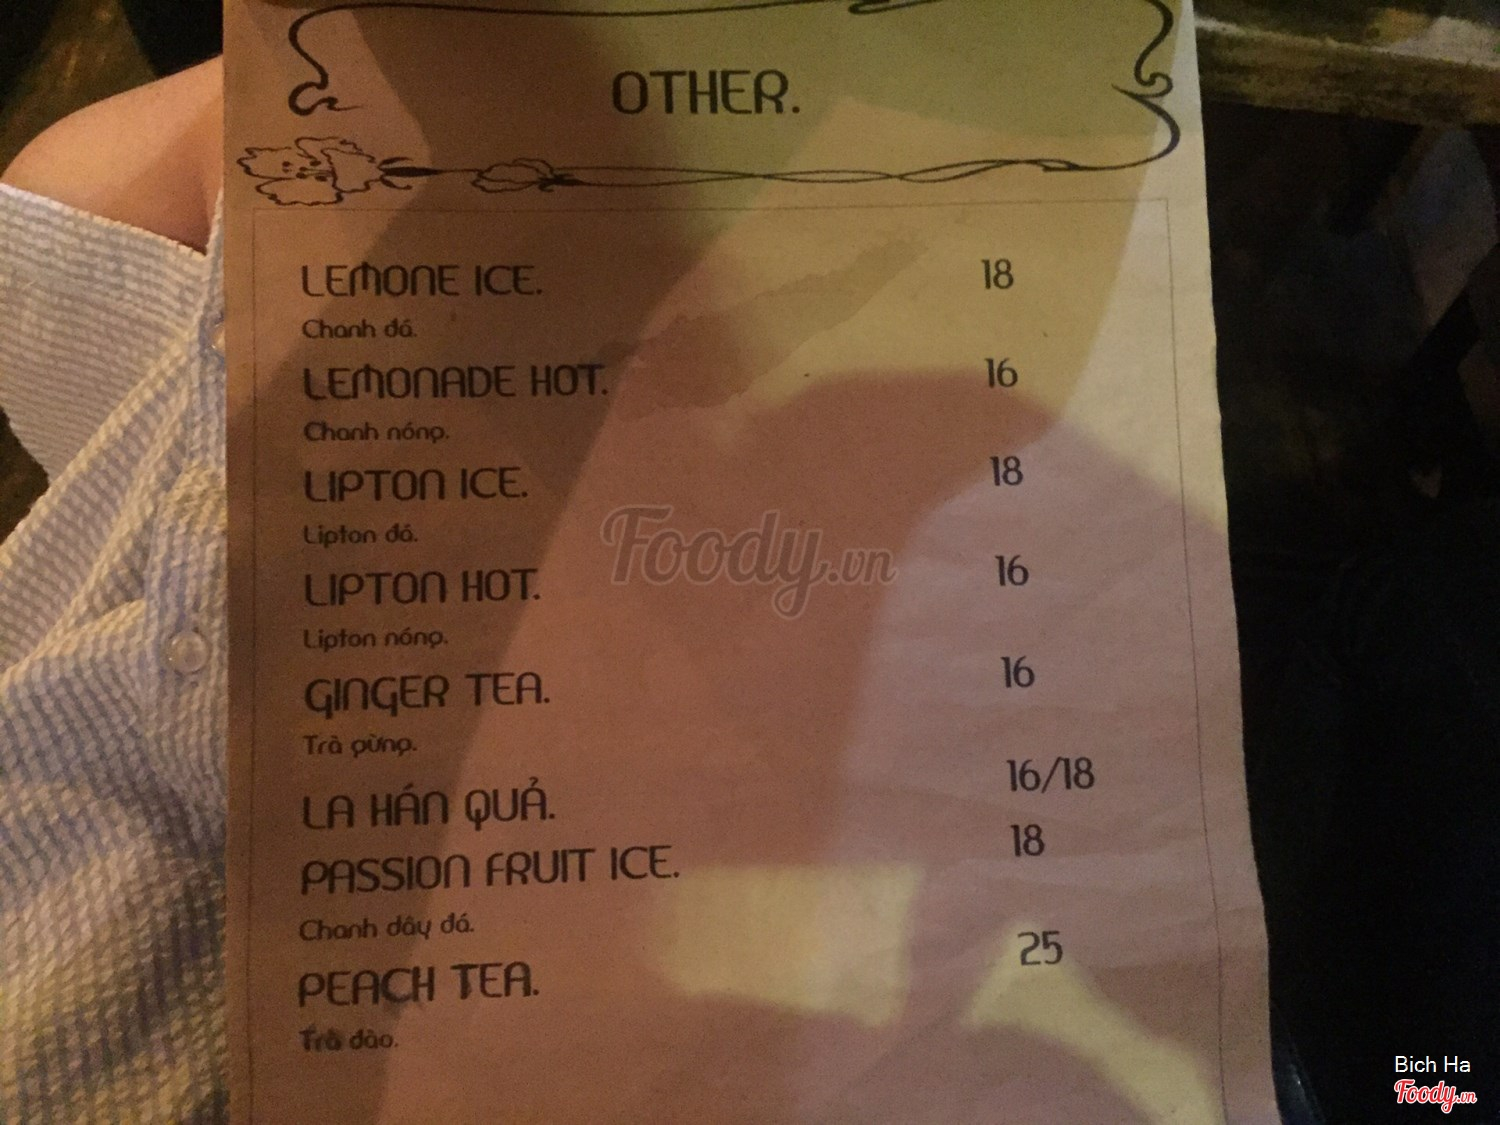 OTHER.
LEMONE ICE. 18
Chanh đá.
LEMONADE HOT. 16
Chanh nóng.
LIPTON ICE. 18
Lipton đá.
LIPTON HOT. 16
Lipton nóng.
GINGER TEA. 16
Trà gừng.
LA HÁN QUẢ. 16/18
PASSION FRUIT ICE. 18
Chanh dây đá.
PEACH TEA. 25
Trà đào.
Foody.vn
Bich Ha
Foody.vn